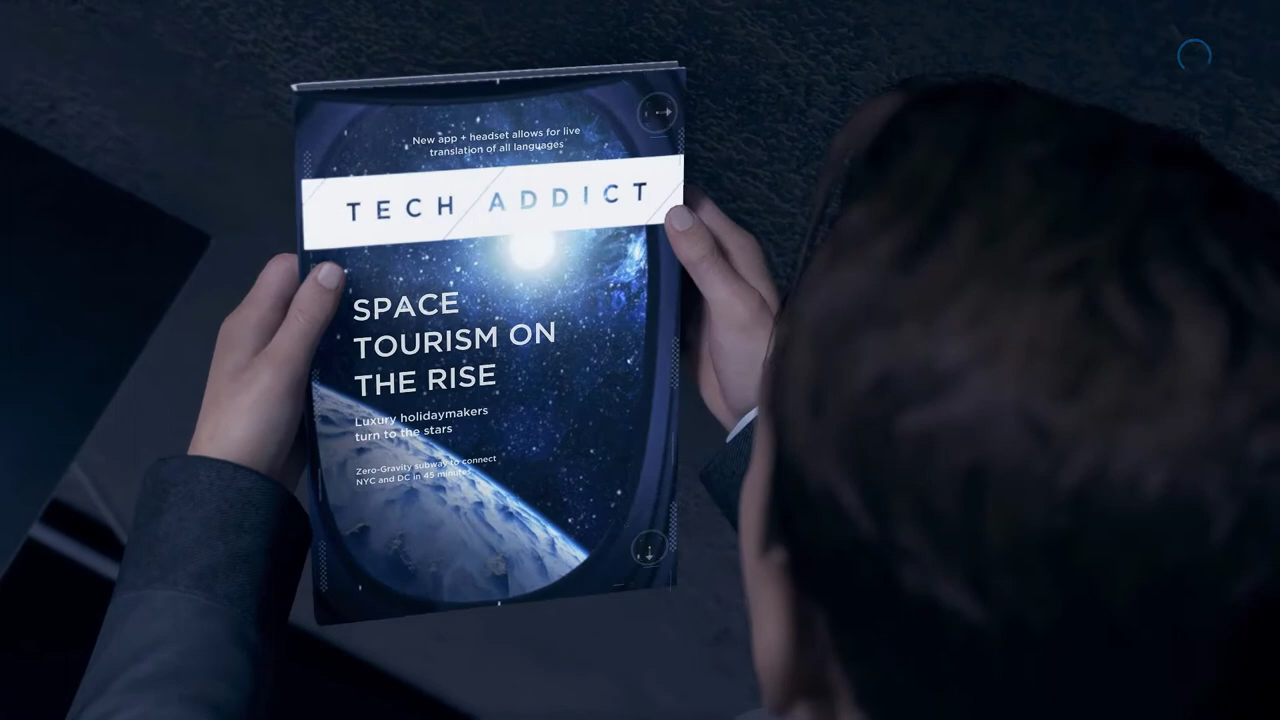 New app + headset allows for live
translation of all languages
TECH ADDICT
SPACE
TOURISM ON
THE RISE
Luxury holidaymakers
turn to the stars
Zero-Gravity subway to connect
NYC and DC in 45 minutes